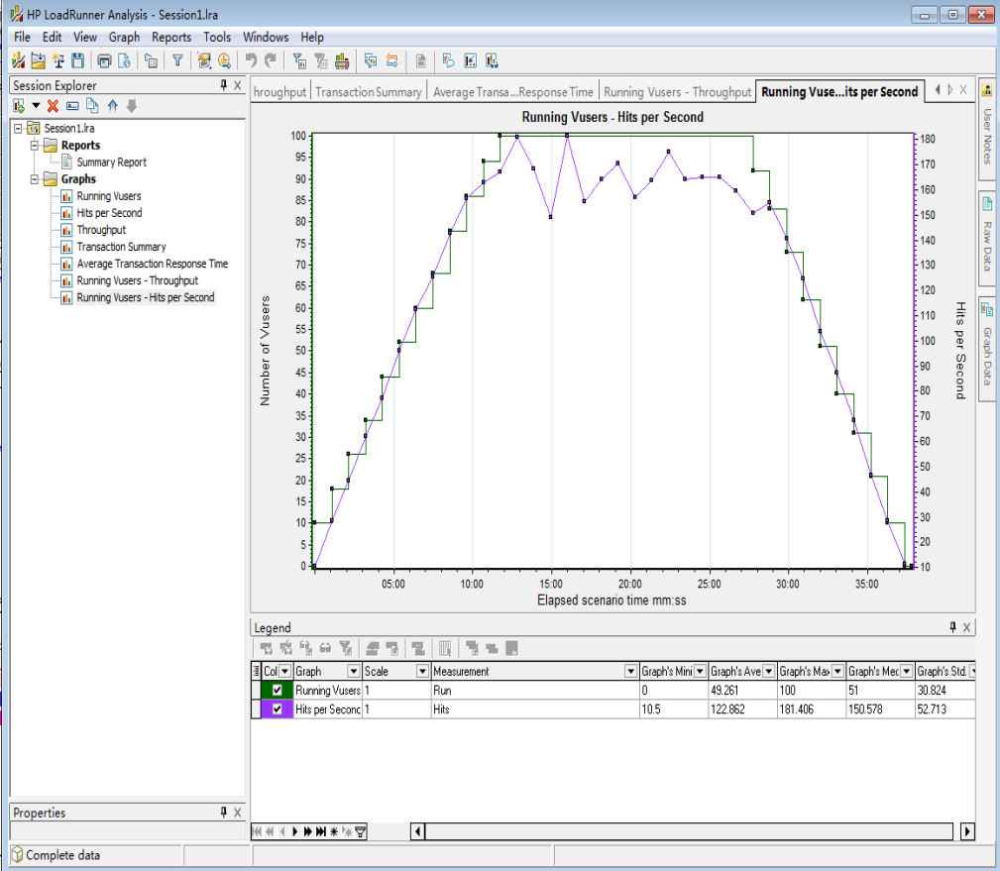 HP LoadRunner Analysis - Session1.lra
File Edit View Graph Reports Tools Windows Help
Session Explorer
Session1.lra
Reports
Summary Report
Graphs
Running Vusers
Hits per Second
Throughput
Transaction Summary
Average Transaction Response Time
Running Vusers - Throughput
Running Vusers - Hits per Second
Properties
Complete data
hroughput Transaction Summary Average Transa...Response Time Running Vusers - Throughput Running Vuse...its per Second
Running Vusers - Hits per Second
Number of Vusers
100
95
90
85
80
75
70
65
60
55
50
45
40
35
30
25
20
15
10
5
0
180
170
160
150
140
130
120
110
100
90
80
70
60
50
40
30
20
10
Hits per Second
05:00 10:00 15:00 20:00 25:00 30:00 35:00
Elapsed scenario time mm:ss
User Notes
Raw Data
Graph Data
Legend
Col Graph Scale Measurement Graph's Mini Graph's Ave Graph's Max Graph's Med Graph's Std.
Running Vusers 1 Run 0 49.261 100 51 30.824
Hits per Second 1 Hits 10.5 122.862 181.406 150.578 52.713